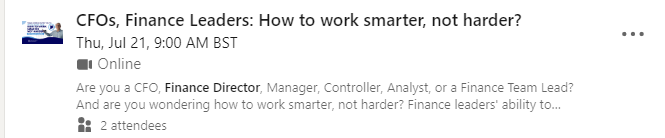 CFOs, Finance Leaders: How to work smarter, not harder?
Thu, Jul 21, 9:00 AM BST
Online
Are you a CFO, Finance Director, Manager, Controller, Analyst, or a Finance Team Lead?
And are you wondering how to work smarter, not harder? Finance leaders' ability to...
2 attendees